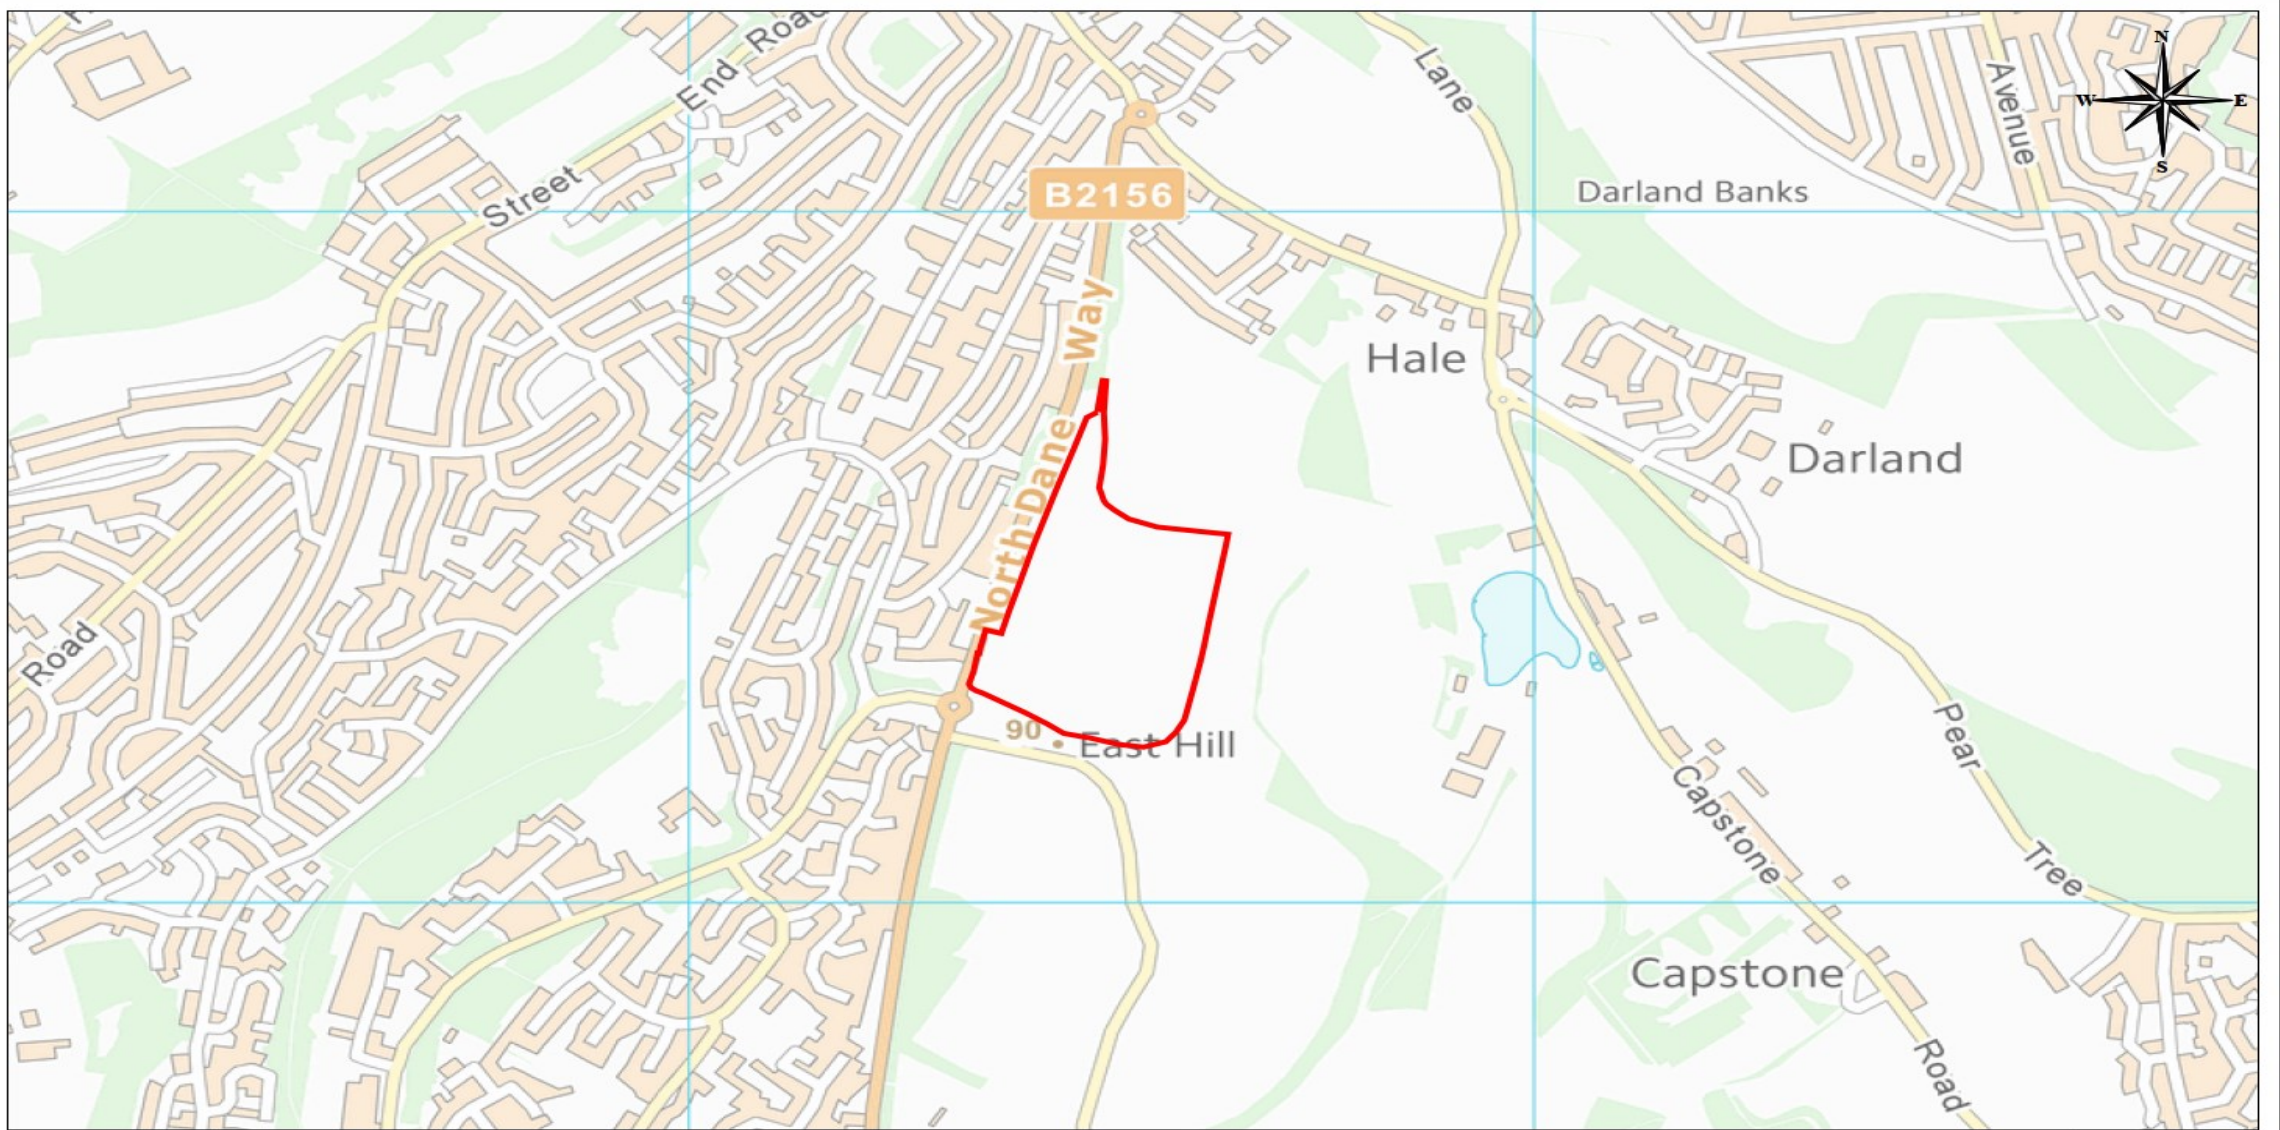 End Road
Street
Lane
Avenue
N
W E
S
B2156
Darland Banks
North Dane Way
Hale
Darland
Road
90
East Hill
Pear Tree
Capstone Road
Capstone